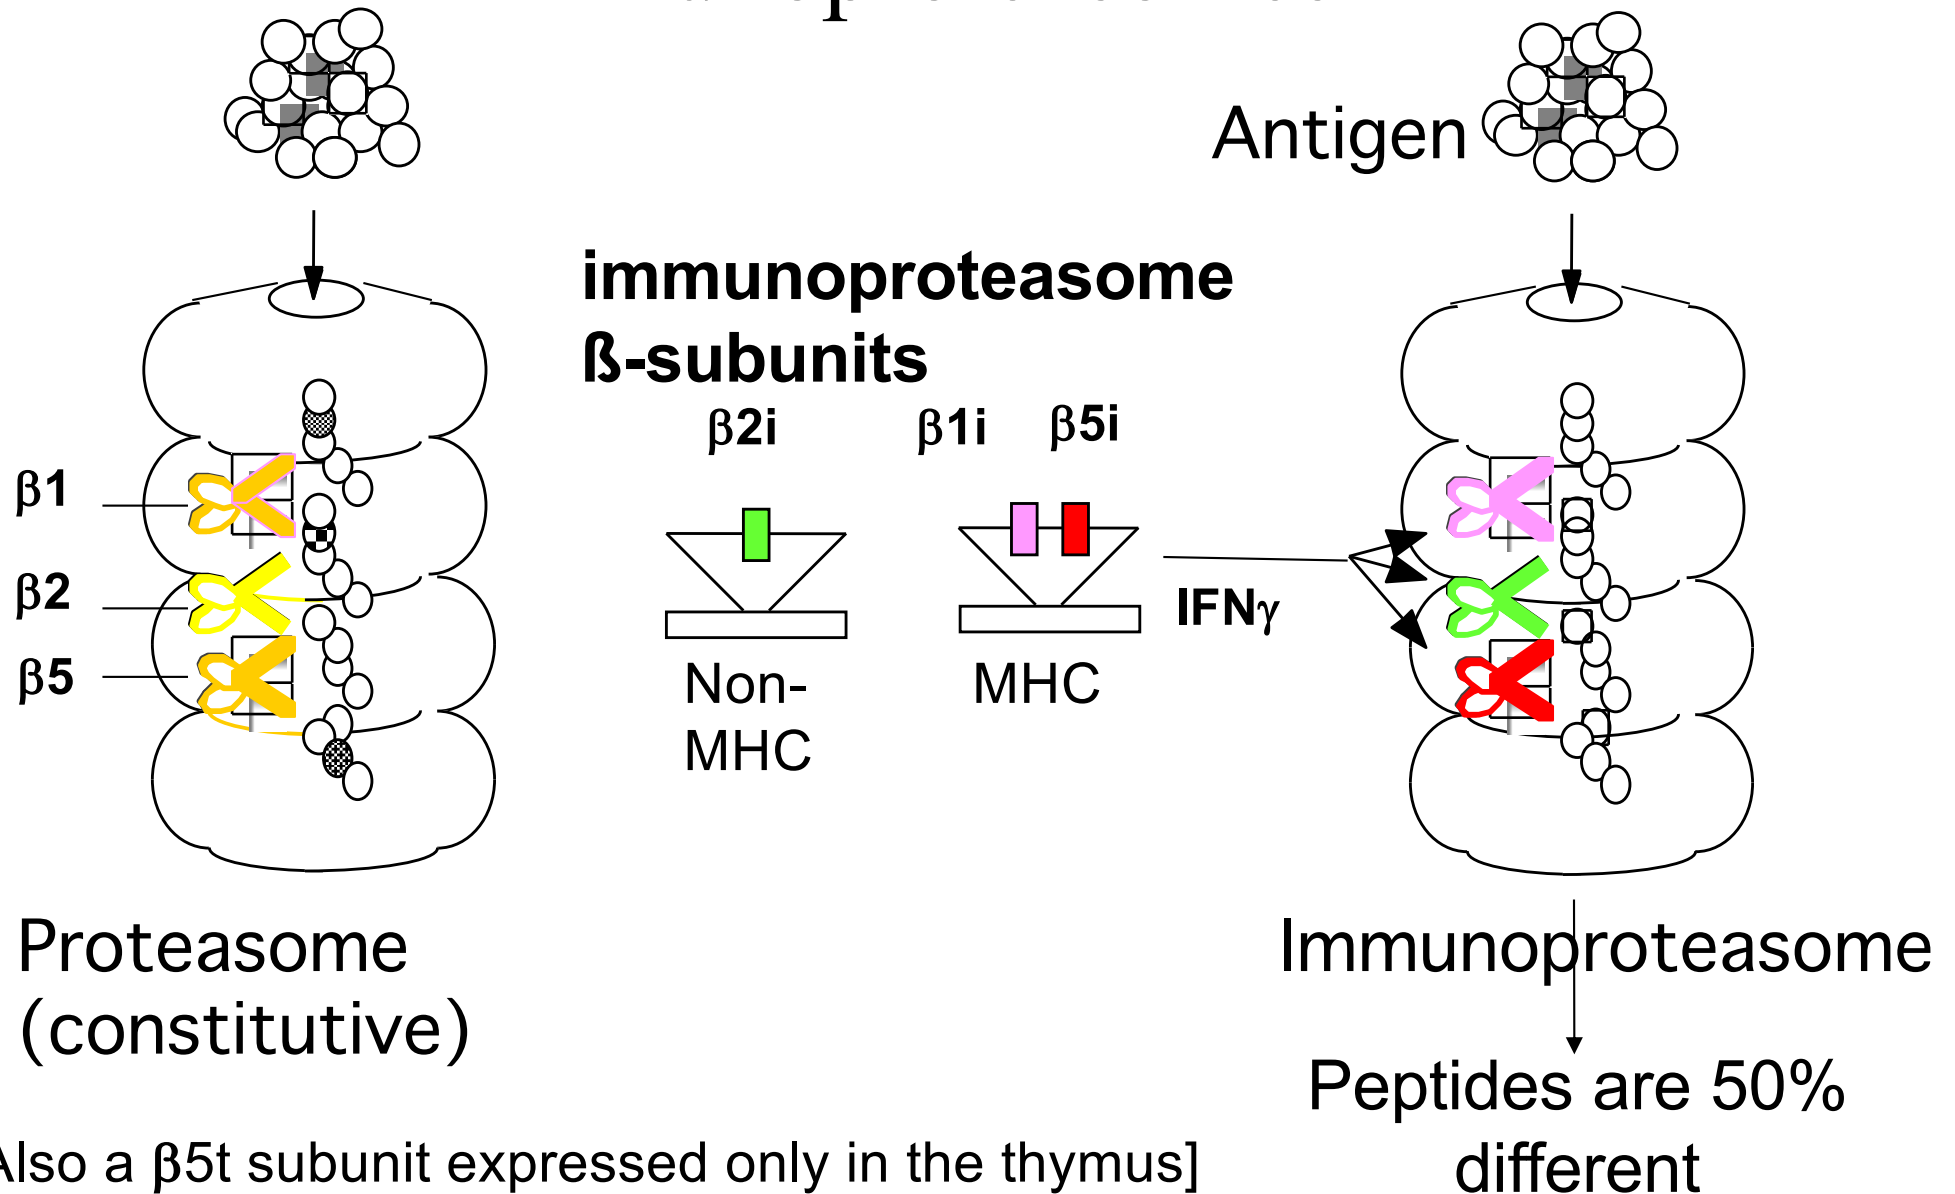 Antigen
immunoproteasome
ß-subunits
β2i
β1i
β5i
β1
β2
β5
IFNγ
Non-
MHC
MHC
Proteasome
(constitutive)
Immunoproteasome
Peptides are 50%
different
Also a β5t subunit expressed only in the thymus]